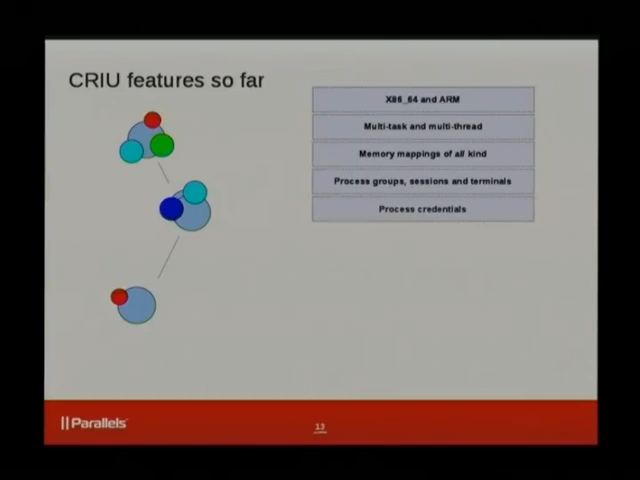 CRIU features so far
X86_64 and ARM
Multi-task and multi-thread
Memory mappings of all kind
Process groups, sessions and terminals
Process credentials
Parallels
13